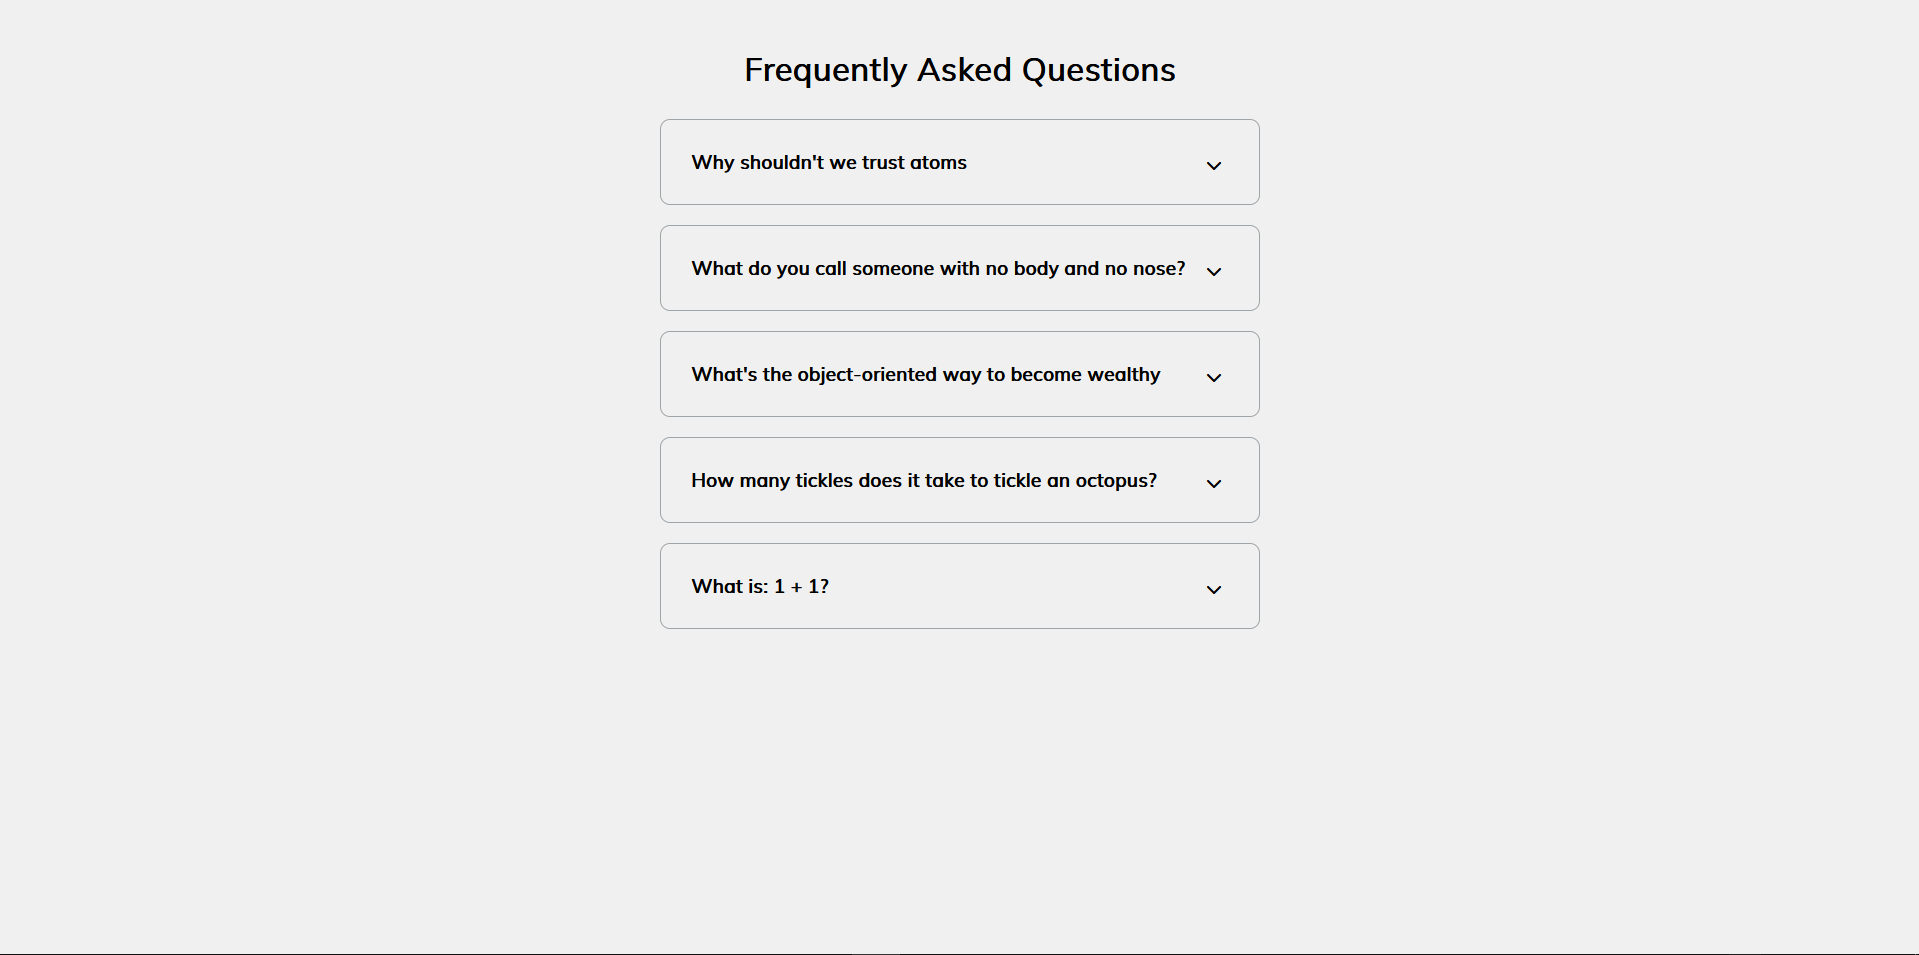 Frequently Asked Questions
Why shouldn't we trust atoms
What do you call someone with no body and no nose?
What's the object-oriented way to become wealthy
How many tickles does it take to tickle an octopus?
What is: 1 + 1?